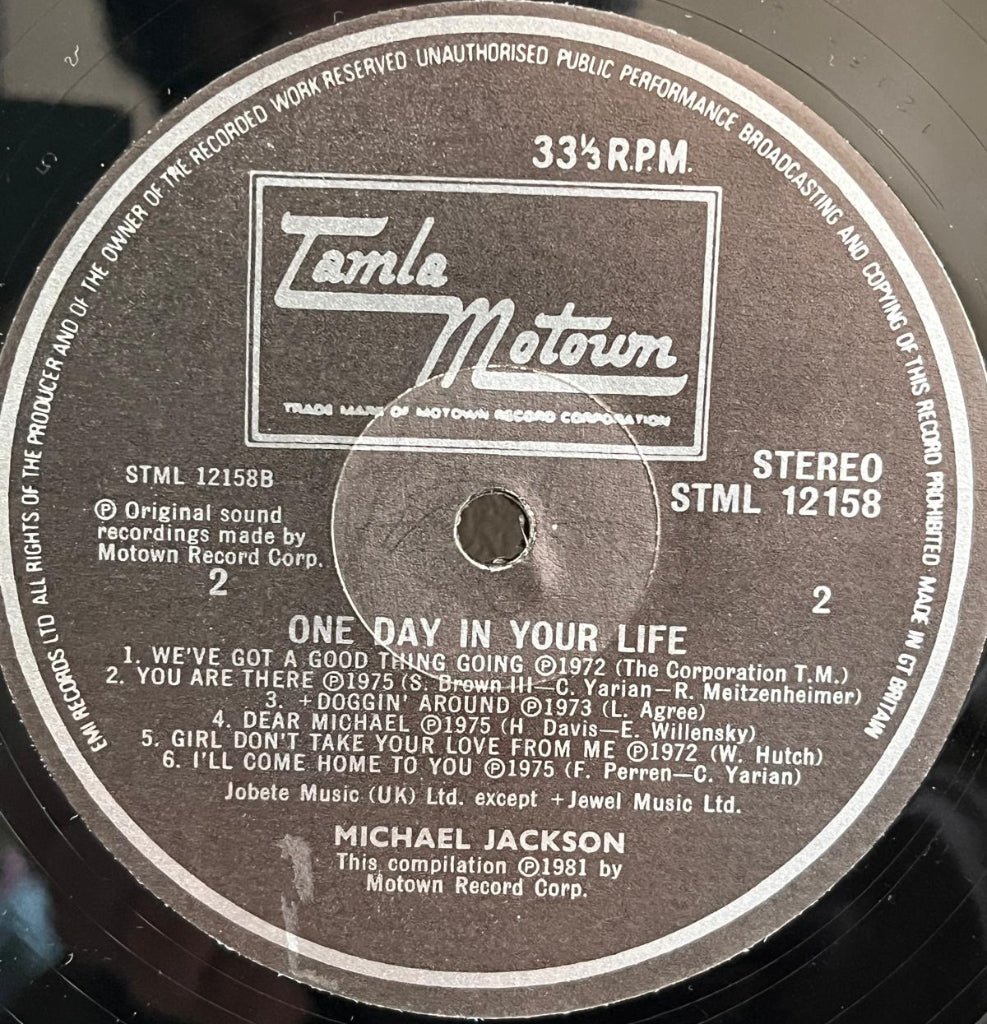 EMI RECORDS LTD ALL RIGHTS OF THE PRODUCER AND OF THE OWNER OF THE RECORDED WORK RESERVED UNAUTHORISED PUBLIC PERFORMANCE BROADCASTING AND COPYING OF THIS RECORD PROHIBITED MADE IN GT BRITAIN
33⅓ R.P.M.
Tamla
Motown
TRADE MARK OF MOTOWN RECORD CORPORATION
STEREO
STML 12158
STML 12158B
℗ Original sound
recordings made by
Motown Record Corp.
2
2
ONE DAY IN YOUR LIFE
1. WE'VE GOT A GOOD THING GOING ℗1972 (The Corporation T.M.)
2. YOU ARE THERE ℗1975 (S. Brown III—C. Yarian—R. Meitzenheimer)
3. +DOGGIN' AROUND ℗1973 (L. Agree)
4. DEAR MICHAEL ℗1975 (H Davis—E. Willensky)
5. GIRL DON'T TAKE YOUR LOVE FROM ME ℗1972 (W. Hutch)
6. I'LL COME HOME TO YOU ℗1975 (F. Perren—C. Yarian)
Jobete Music (UK) Ltd. except +Jewel Music Ltd.
MICHAEL JACKSON
This compilation ℗1981 by
Motown Record Corp.